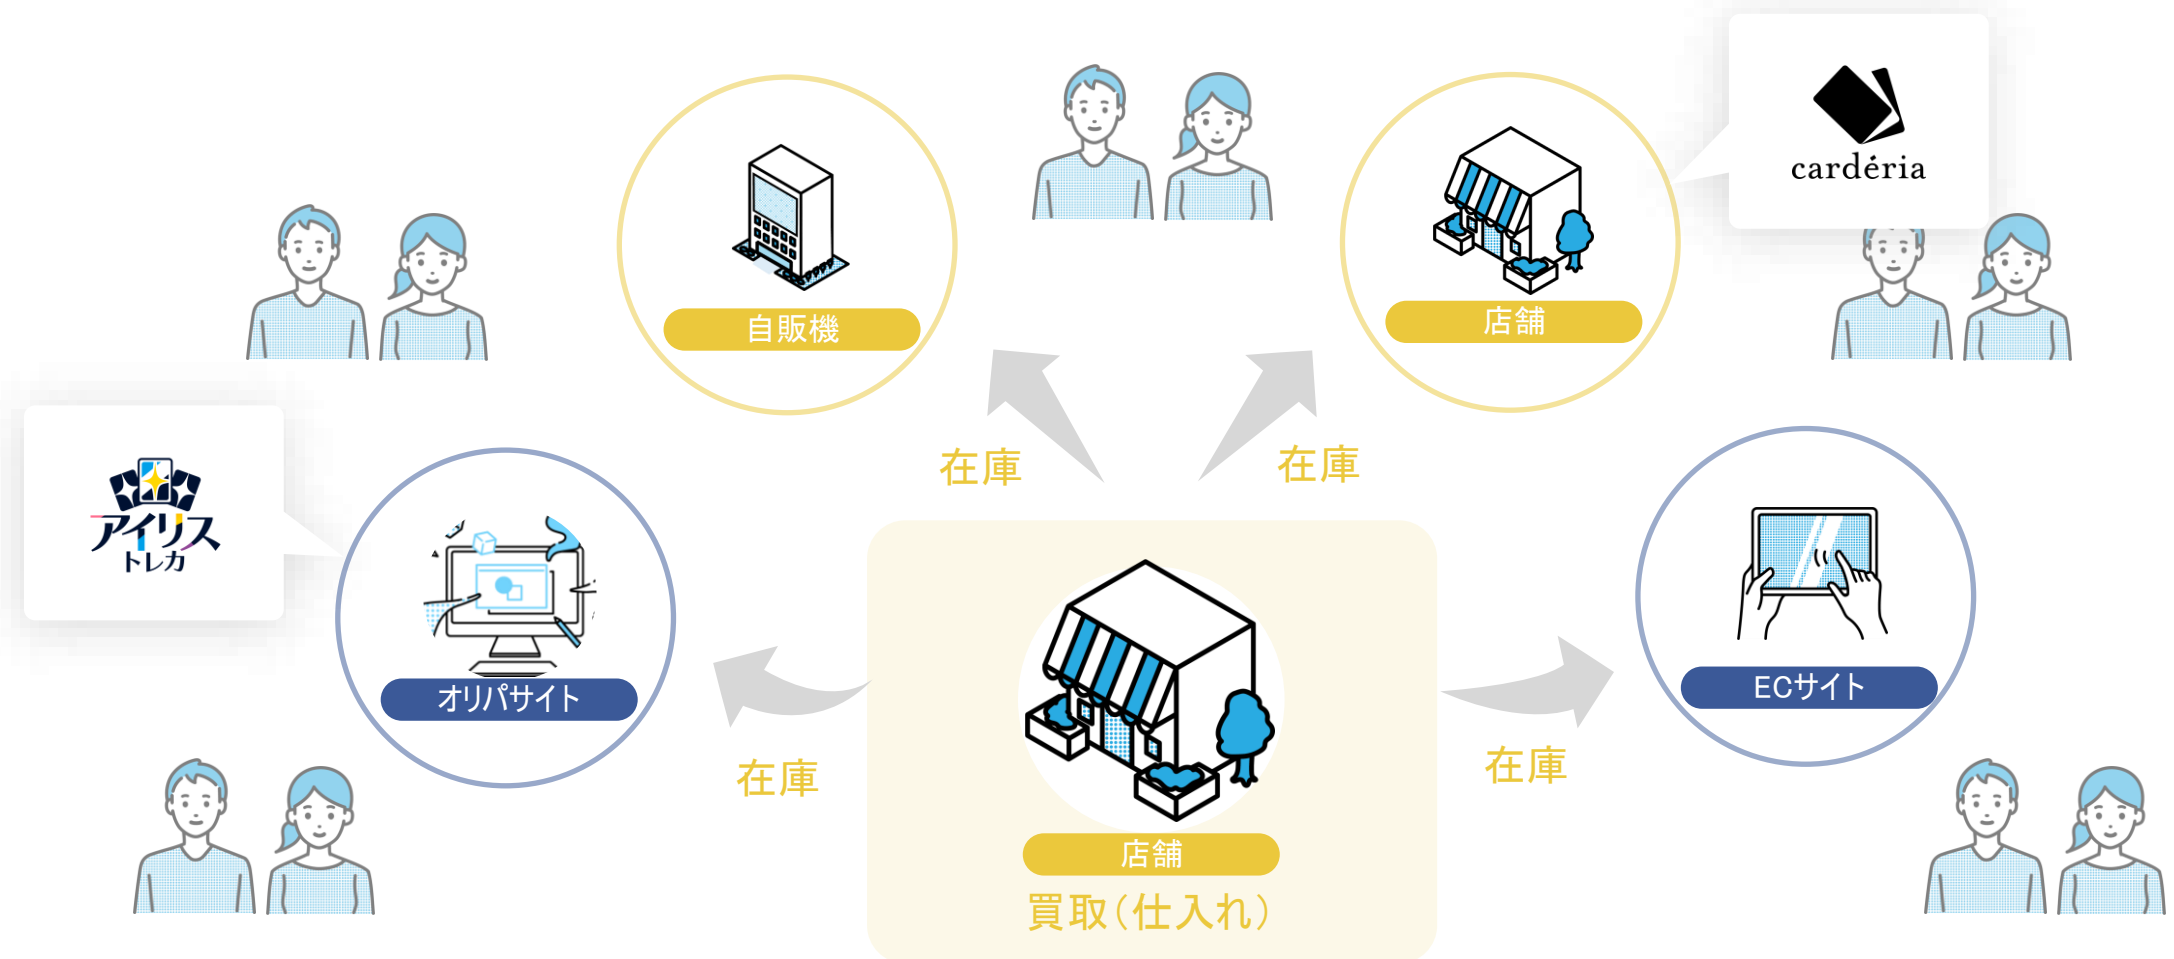 cardéria
自販機
店舗
在庫
在庫
アイリス
トレカ
オリパサイト
ECサイト
在庫
在庫
店舗
買取(仕入れ)